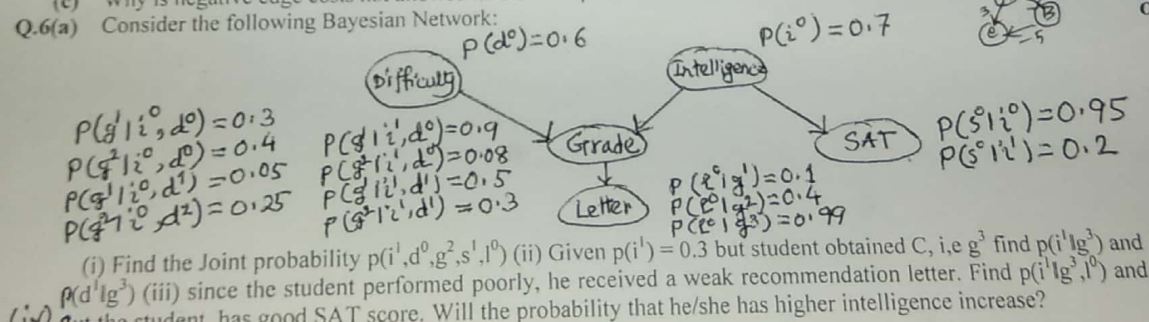 Q.6(a) Consider the following Bayesian Network:
P(d⁰)=0.6
P(i⁰)=0.7
3
B
e
5
Difficulty
Intelligence
P(g¹|i⁰,d⁰)=0.3
P(g²|i⁰,d⁰)=0.4
P(g¹|i⁰,d¹)=0.05
P(g²|i⁰,d²)=0.25
P(g¹|i¹,d⁰)=0.9
P(g²|i¹,d⁰)=0.08
P(g¹|i¹,d¹)=0.5
P(g²|i¹,d¹)=0.3
Grade
SAT
P(s⁰|i⁰)=0.95
P(s⁰|i¹)=0.2
Letter
P(l⁰|g¹)=0.1
P(l⁰|g²)=0.4
P(l⁰|g³)=0.99
(i) Find the Joint probability p(i¹,d⁰,g²,s¹,l⁰) (ii) Given p(i¹) = 0.3 but student obtained C, i,e g³ find p(i¹|g³) and
p(d¹|g³) (iii) since the student performed poorly, he received a weak recommendation letter. Find p(i¹|g³,l⁰) and
(iv) But the student, has good SAT score. Will the probability that he/she has higher intelligence increase?